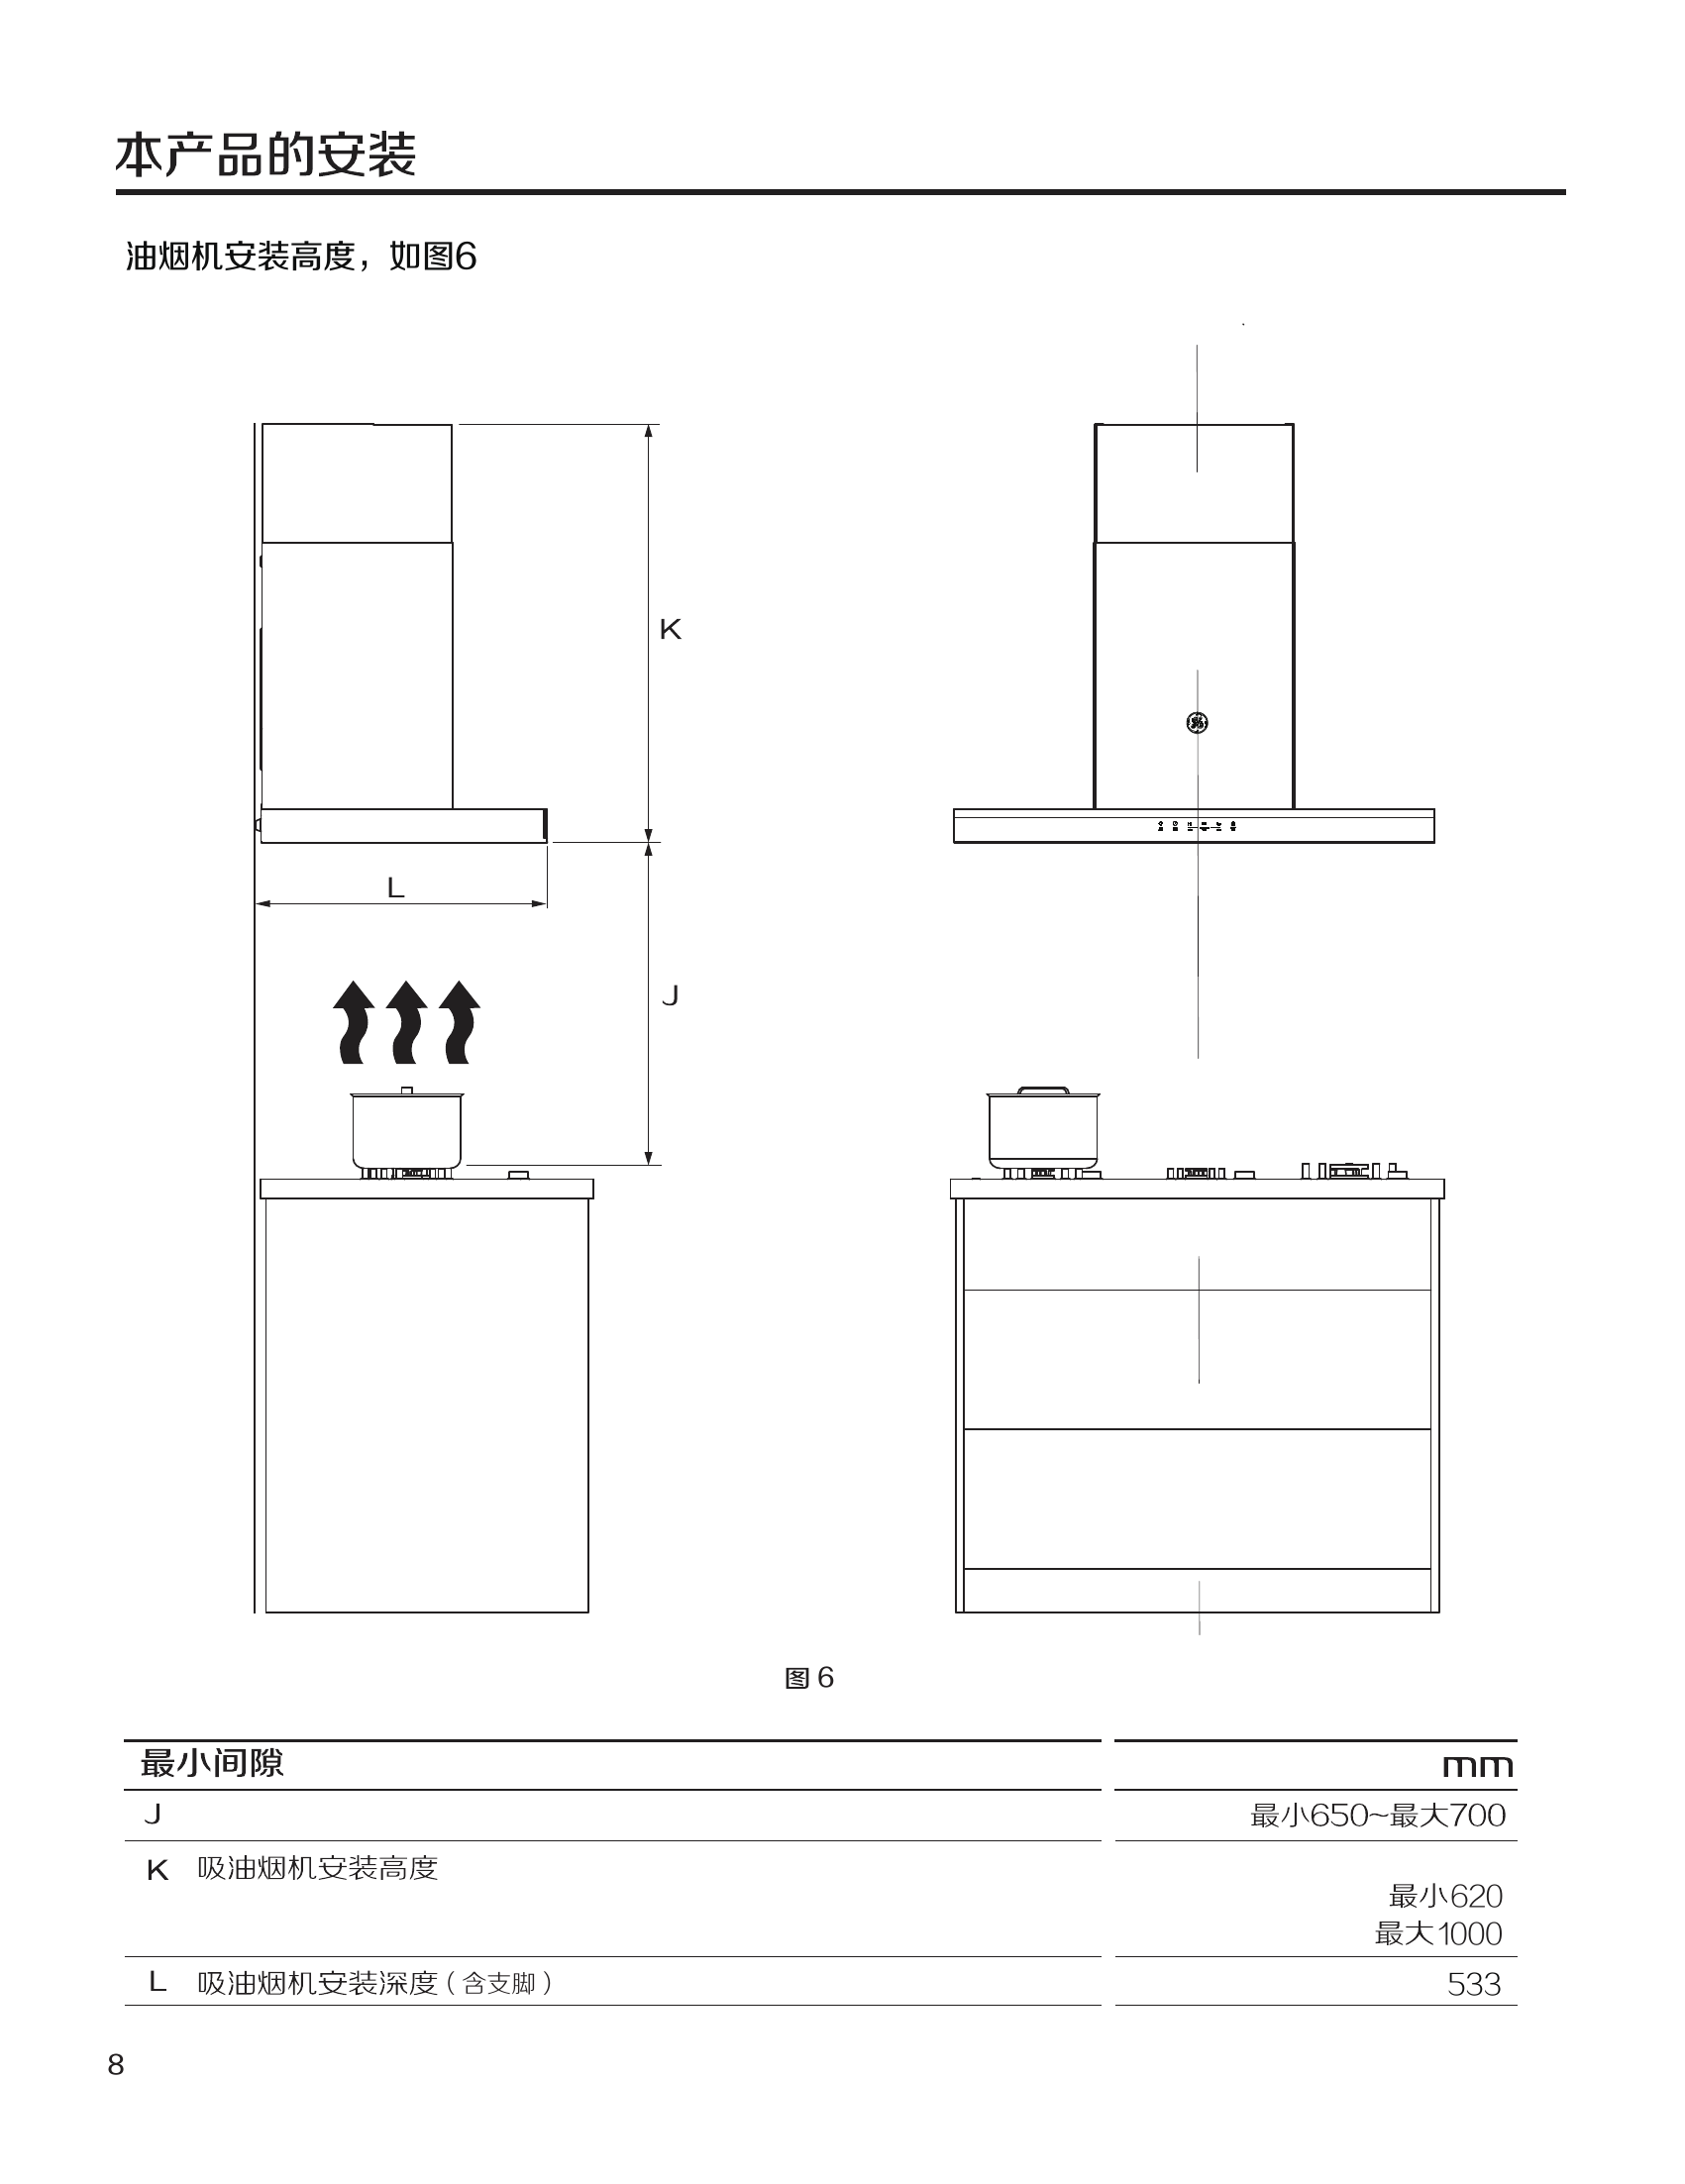 本产品的安装
油烟机安装高度，如图6
K
L
J
图 6
最小间隙 mm
J 最小650~最大700
K 吸油烟机安装高度
最小620
最大1000
L 吸油烟机安装深度（含支脚） 533
8